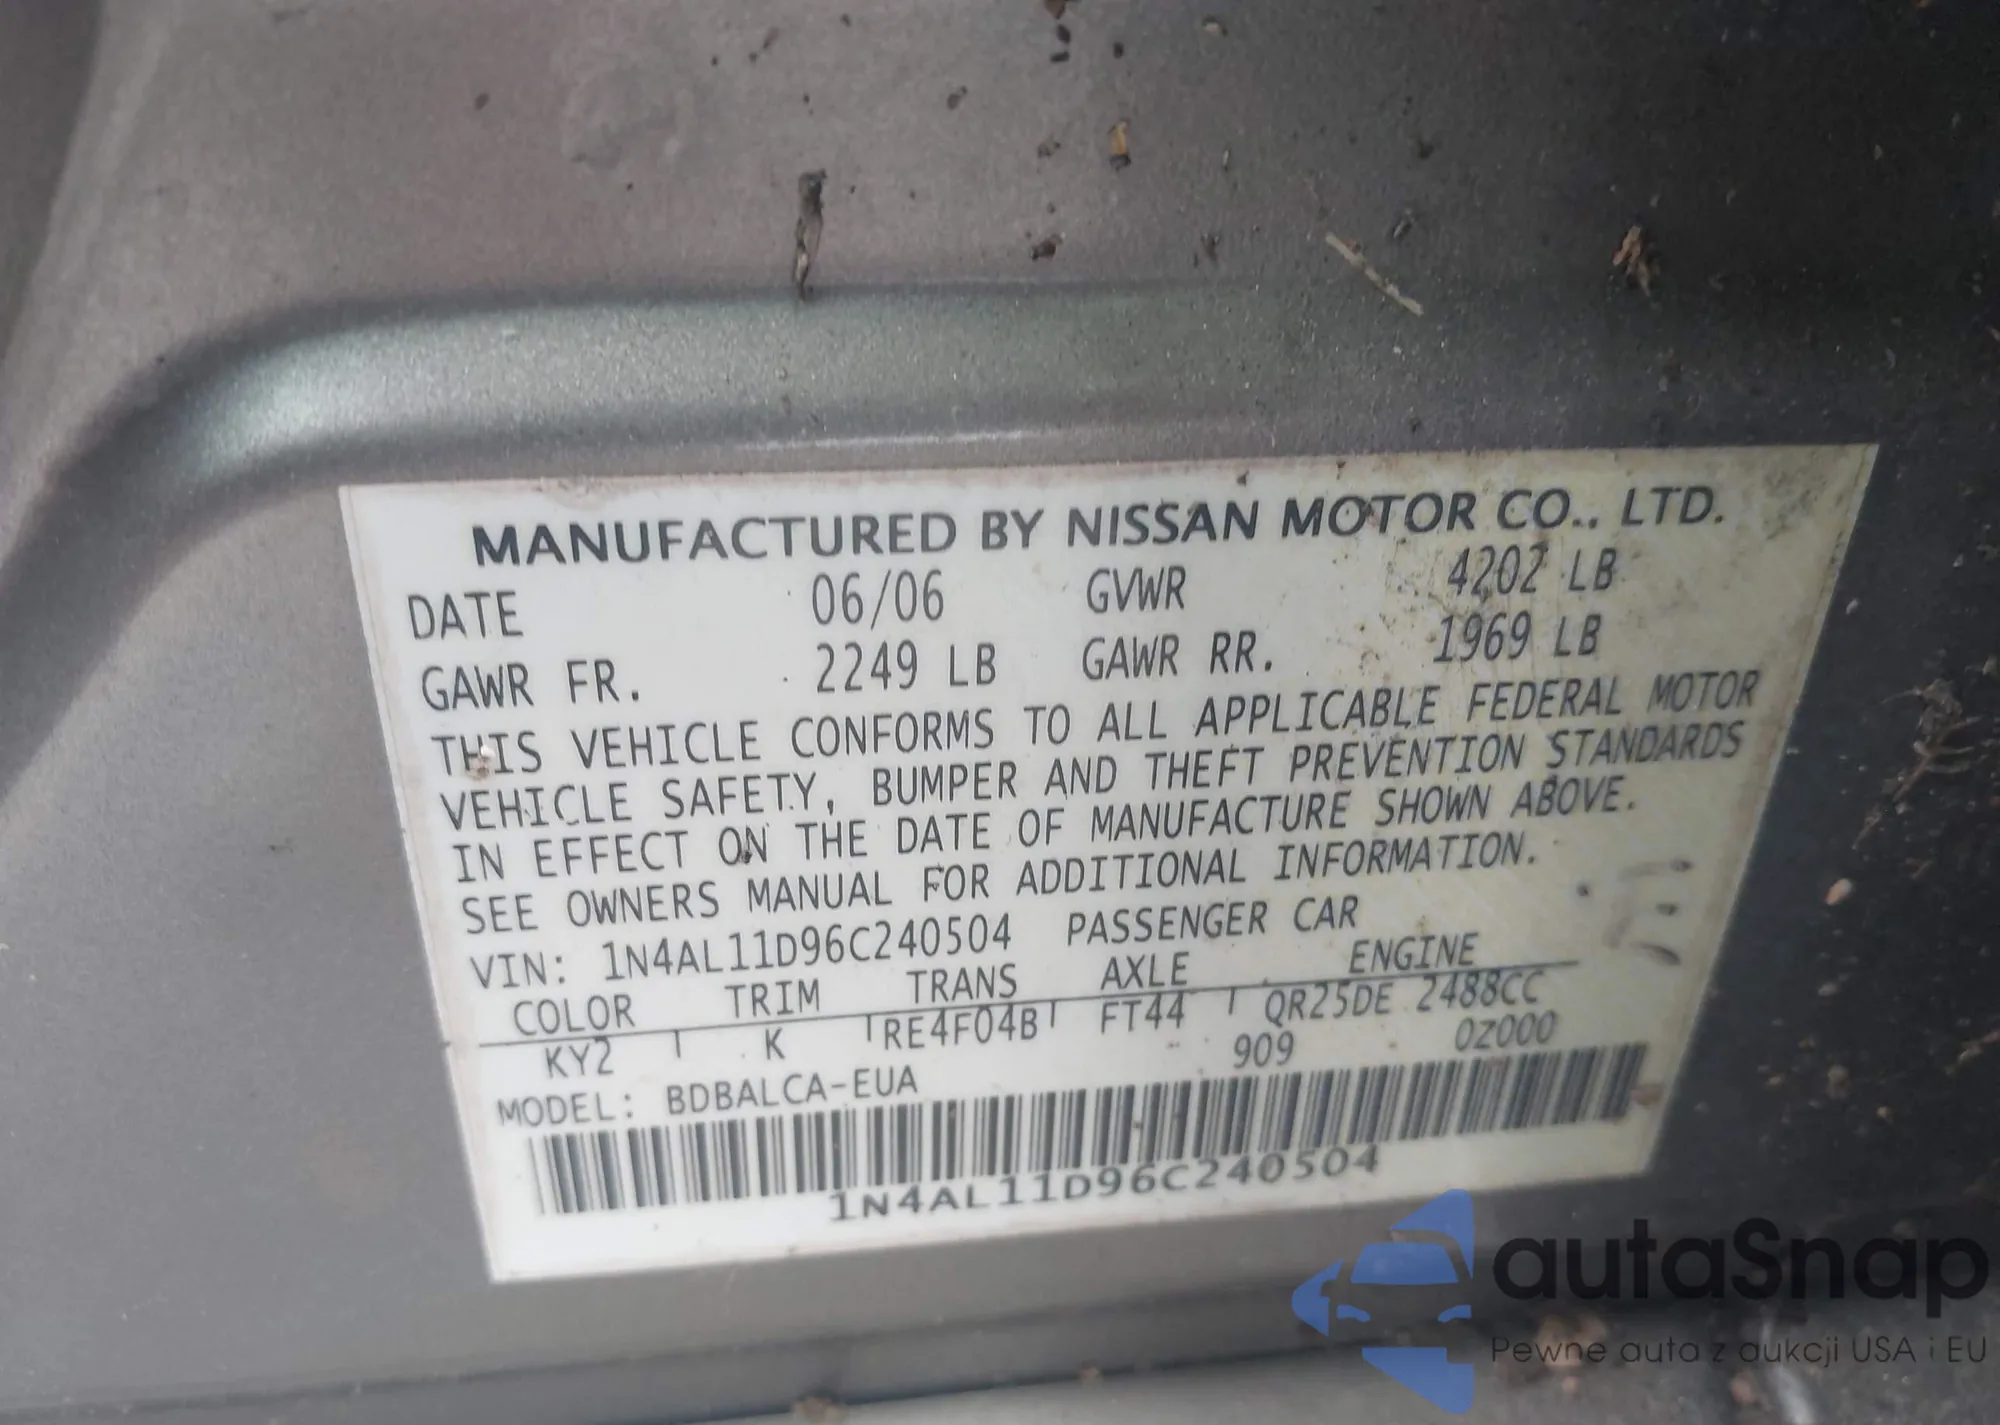 MANUFACTURED BY NISSAN MOTOR CO., LTD.
DATE 06/06 GVWR 4202 LB
GAWR FR. 2249 LB GAWR RR. 1969 LB
THIS VEHICLE CONFORMS TO ALL APPLICABLE FEDERAL MOTOR
VEHICLE SAFETY, BUMPER AND THEFT PREVENTION STANDARDS
IN EFFECT ON THE DATE OF MANUFACTURE SHOWN ABOVE.
SEE OWNERS MANUAL FOR ADDITIONAL INFORMATION.
VIN: 1N4AL11D96C240504 PASSENGER CAR
COLOR TRIM TRANS AXLE ENGINE
KY2 K RE4F04B FT44 QR25DE 2488CC
MODEL: BDBALCA-EUA 909 0Z000
1N4AL11D96C240504
autaSnap
Pewne auta z aukcji USA i EU